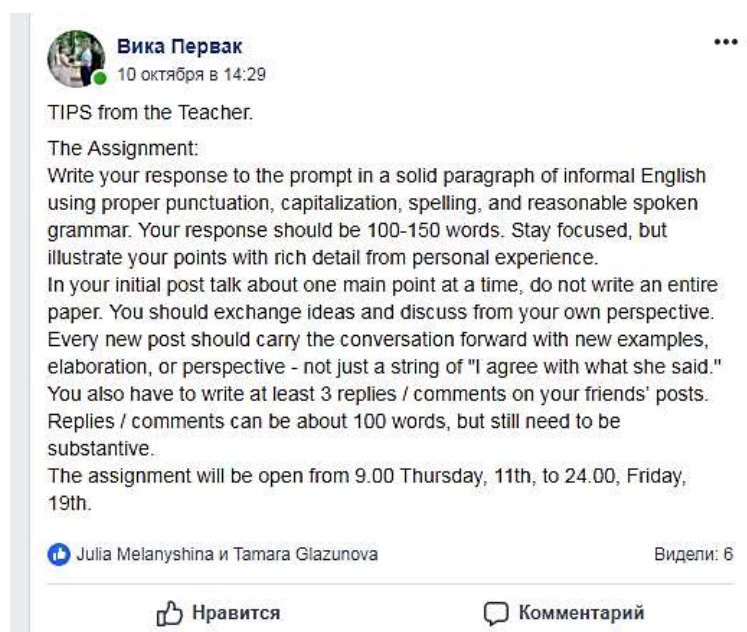 Вика Первак
10 октября в 14:29
TIPS from the Teacher.
The Assignment:
Write your response to the prompt in a solid paragraph of informal English
using proper punctuation, capitalization, spelling, and reasonable spoken
grammar. Your response should be 100-150 words. Stay focused, but
illustrate your points with rich detail from personal experience.
In your initial post talk about one main point at a time, do not write an entire
paper. You should exchange ideas and discuss from your own perspective.
Every new post should carry the conversation forward with new examples,
elaboration, or perspective - not just a string of "I agree with what she said."
You also have to write at least 3 replies / comments on your friends' posts.
Replies / comments can be about 100 words, but still need to be
substantive.
The assignment will be open from 9.00 Thursday, 11th, to 24.00, Friday,
19th.
Julia Melanyshina и Tamara Glazunova Видели: 6
Нравится Комментарий